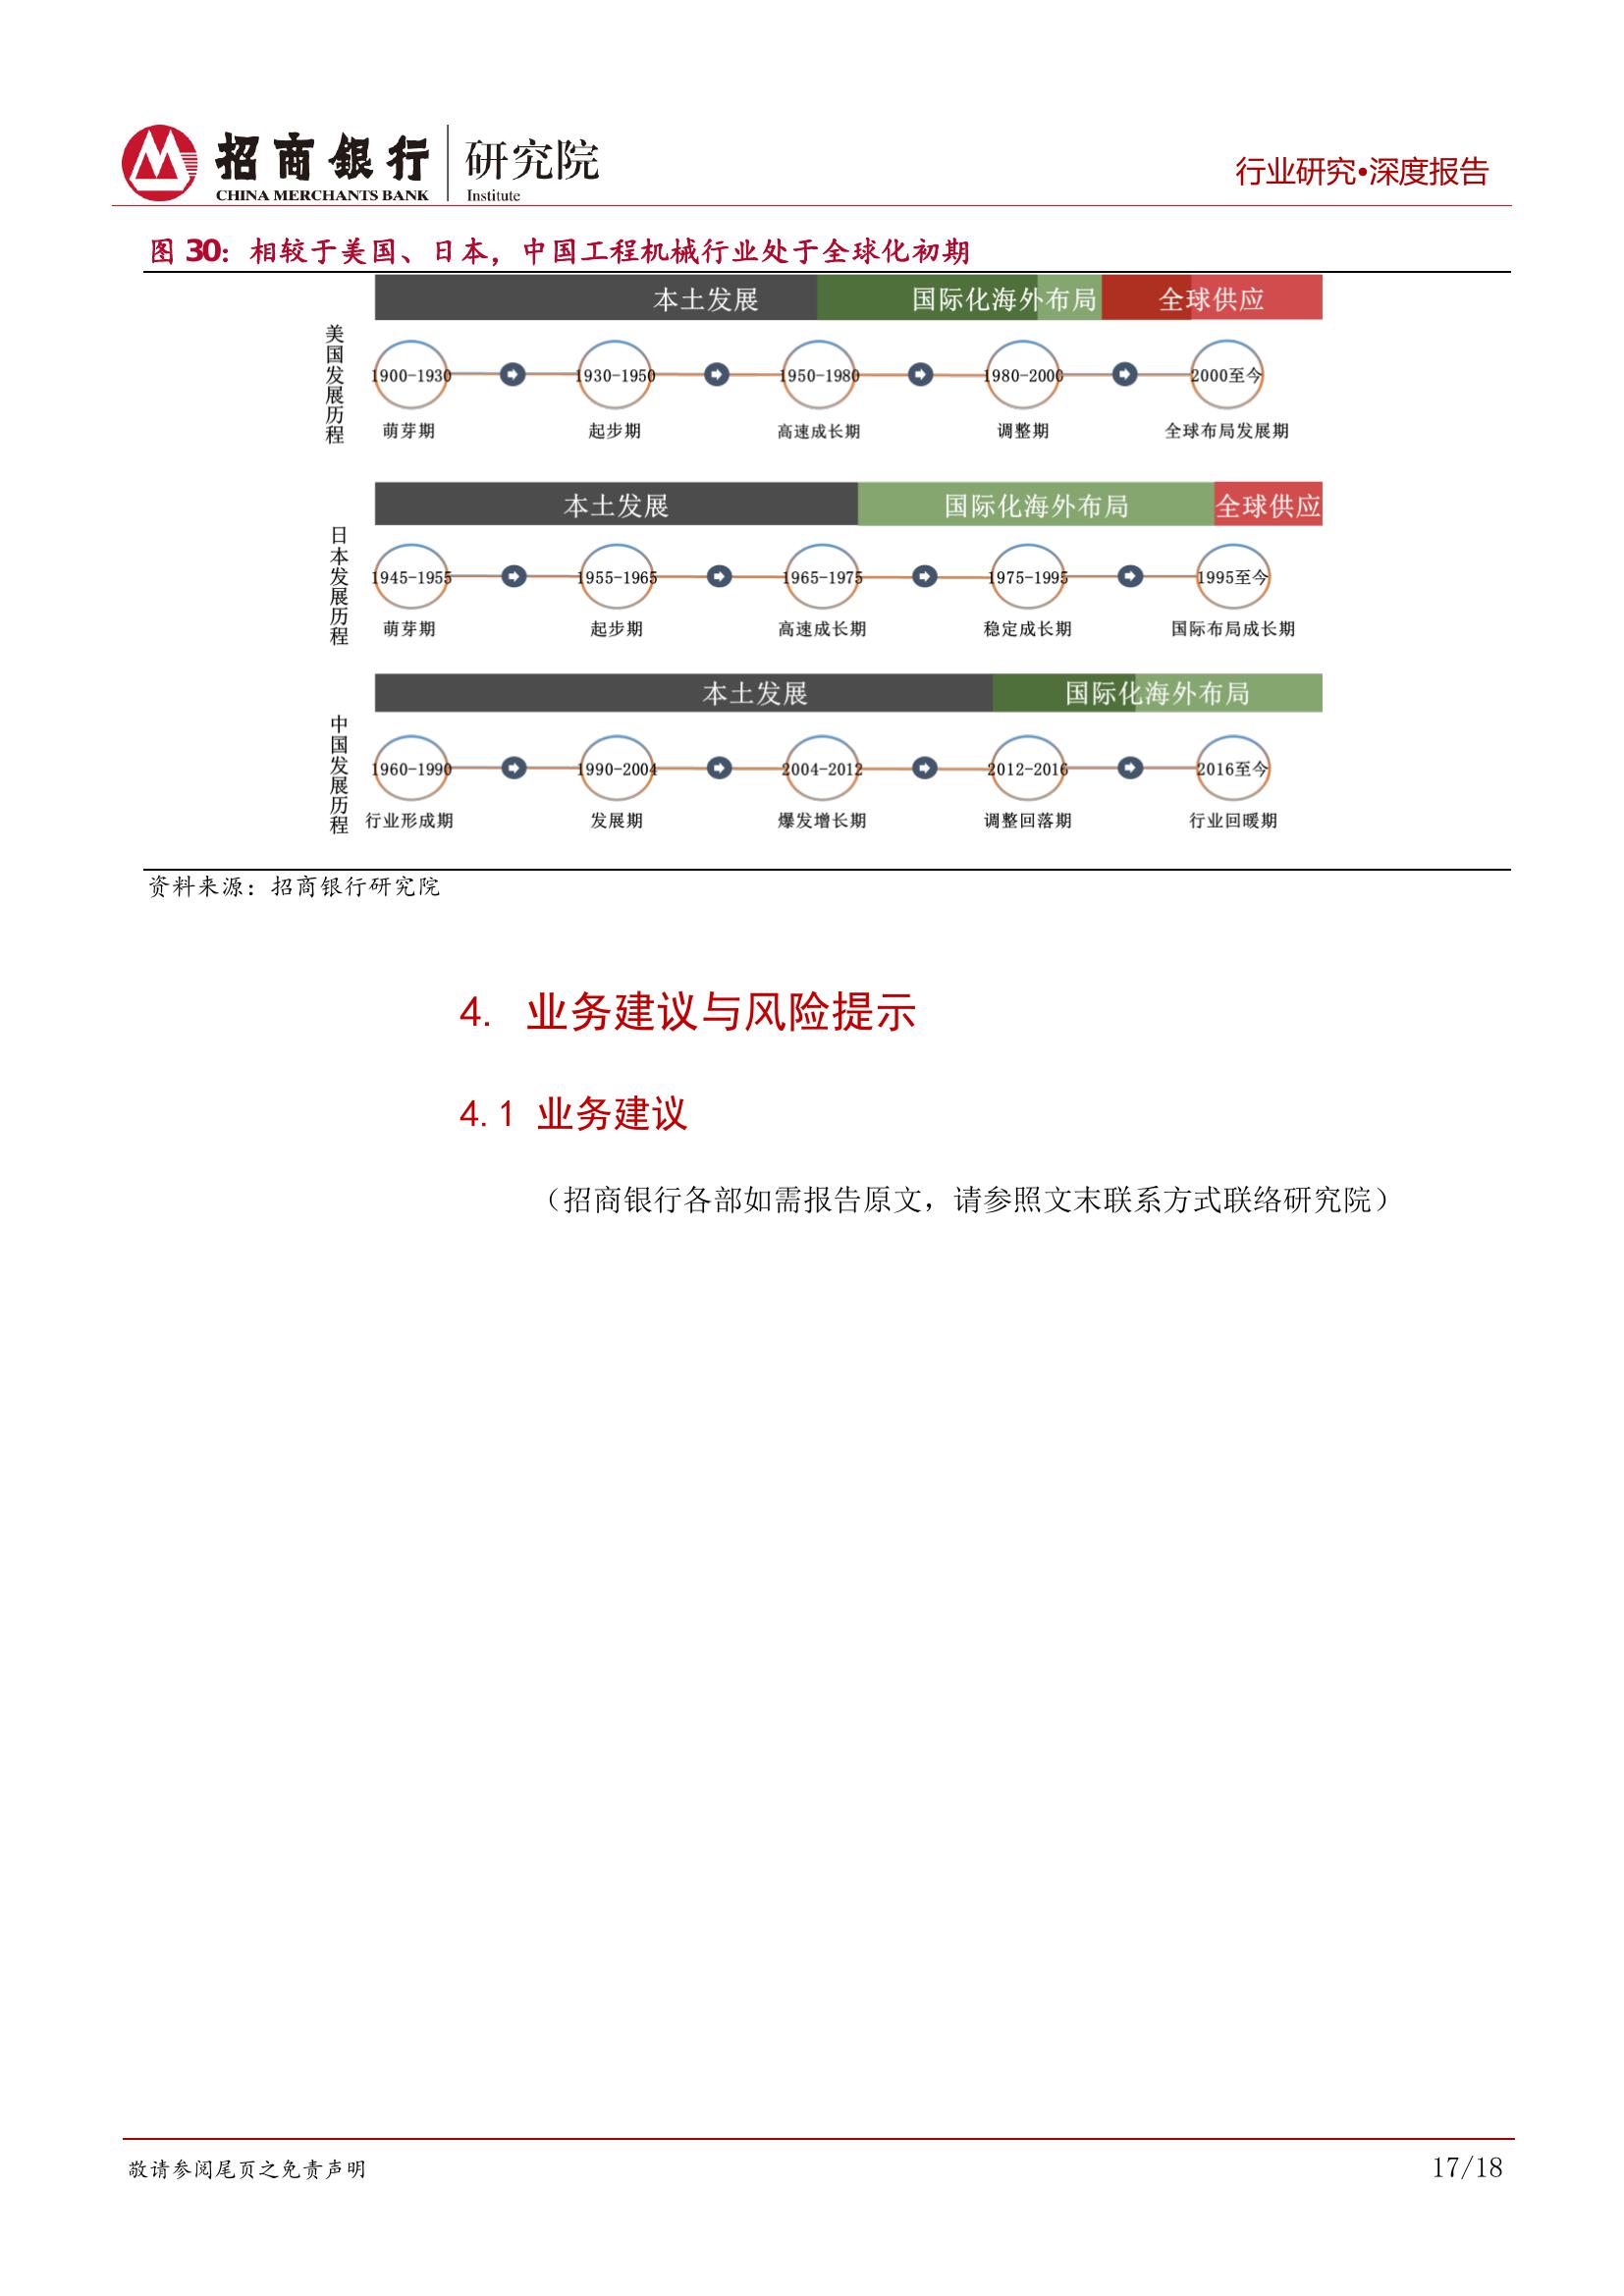 招商银行
CHINA MERCHANTS BANK
研究院
Institute
行业研究•深度报告
图 30：相较于美国、日本，中国工程机械行业处于全球化初期
本土发展 国际化海外布局 全球供应
美国发展历程
1900-1930 1930-1950 1950-1980 1980-2000 2000至今
萌芽期 起步期 高速成长期 调整期 全球布局发展期
本土发展 国际化海外布局 全球供应
日本发展历程
1945-1955 1955-1965 1965-1975 1975-1995 1995至今
萌芽期 起步期 高速成长期 稳定成长期 国际布局成长期
本土发展 国际化海外布局
中国发展历程
1960-1990 1990-2004 2004-2012 2012-2016 2016至今
行业形成期 发展期 爆发增长期 调整回落期 行业回暖期
资料来源：招商银行研究院
4. 业务建议与风险提示
4.1 业务建议
（招商银行各部如需报告原文，请参照文末联系方式联络研究院）
敬请参阅尾页之免责声明
17/18